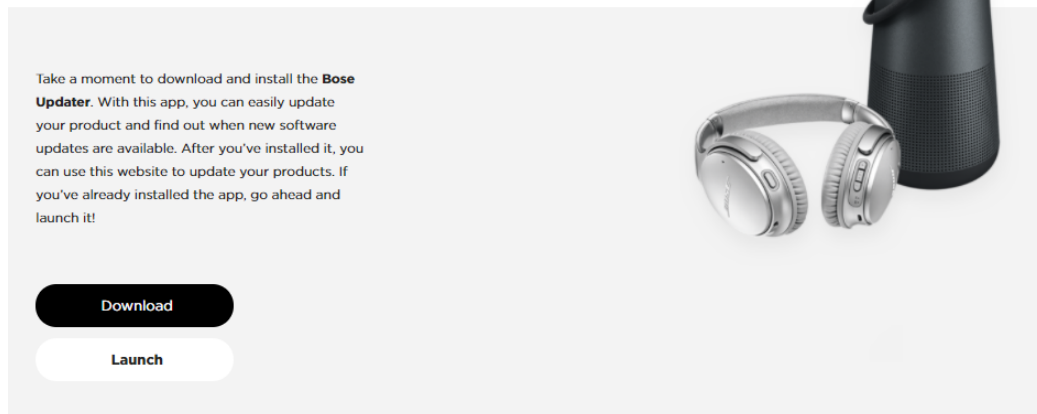 Take a moment to download and install the Bose
Updater. With this app, you can easily update
your product and find out when new software
updates are available. After you've installed it, you
can use this website to update your products. If
you've already installed the app, go ahead and
launch it!
Download
Launch